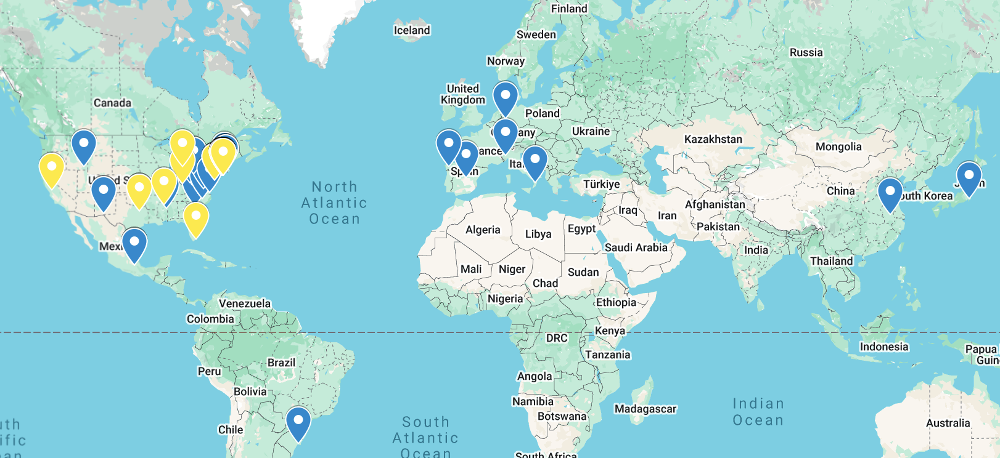 Finland
Iceland
Sweden
Russia
Norway
United
Kingdom
Canada
Poland
Ukraine
Kazakhstan
Mongolia
North
Atlantic
Ocean
Türkiye
China
South Korea
Afghanistan
Iraq
Iran
Pakistan
Algeria
Libya
Egypt
Saudi Arabia
India
Thailand
Mali
Niger
Sudan
Chad
Nigeria
Ethiopia
Venezuela
Colombia
DRC
Kenya
Indonesia
Papua
Tanzania
Brazil
Peru
Angola
Bolivia
Namibia
Botswana
Madagascar
Indian
Ocean
Chile
South
Atlantic
Ocean
Australia
South Africa